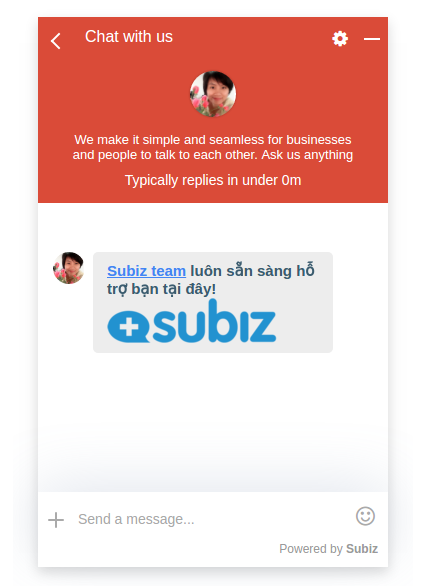 Chat with us
We make it simple and seamless for businesses
and people to talk to each other. Ask us anything
Typically replies in under 0m
Subiz team luôn sẵn sàng hỗ
trợ bạn tại đây!
subiz
Send a message...
Powered by Subiz